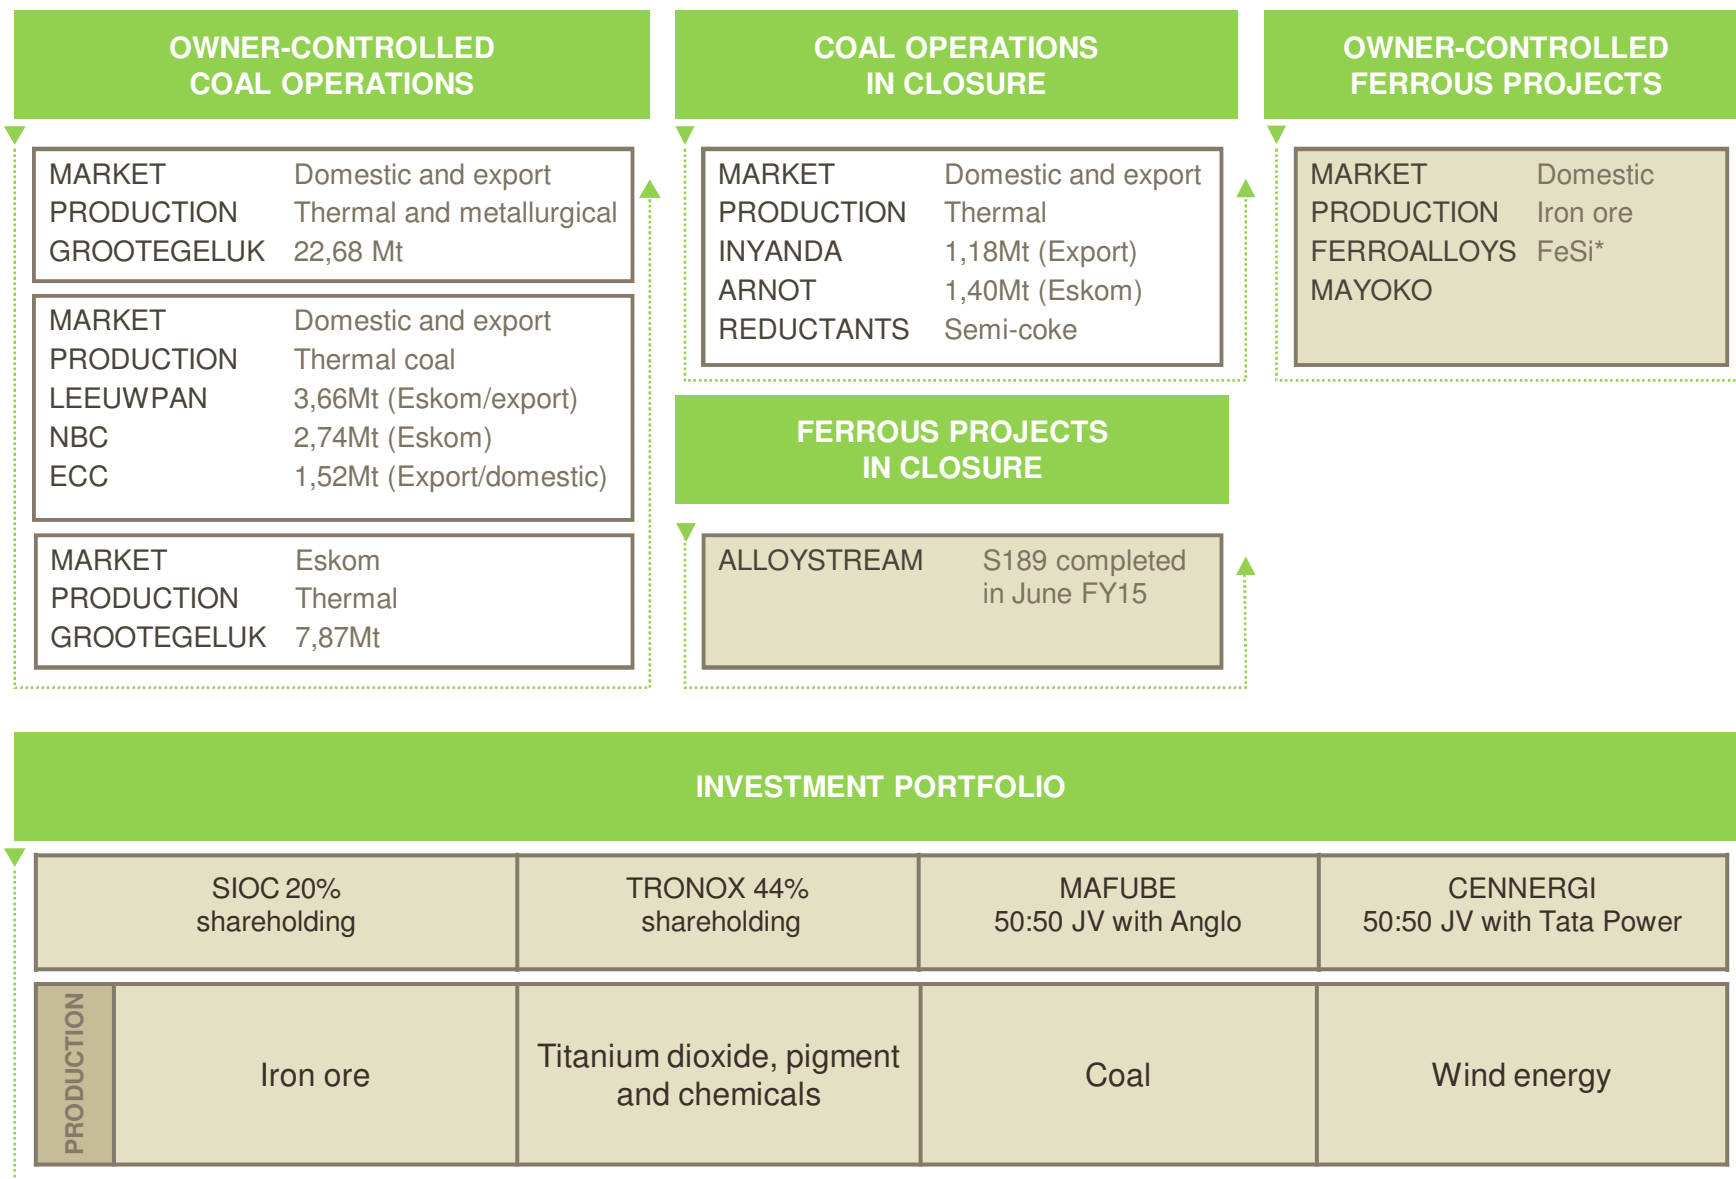 OWNER-CONTROLLED
COAL OPERATIONS
MARKET Domestic and export
PRODUCTION Thermal and metallurgical
GROOTEGELUK 22,68 Mt
MARKET Domestic and export
PRODUCTION Thermal coal
LEEUWPAN 3,66Mt (Eskom/export)
NBC 2,74Mt (Eskom)
ECC 1,52Mt (Export/domestic)
MARKET Eskom
PRODUCTION Thermal
GROOTEGELUK 7,87Mt
COAL OPERATIONS
IN CLOSURE
MARKET Domestic and export
PRODUCTION Thermal
INYANDA 1,18Mt (Export)
ARNOT 1,40Mt (Eskom)
REDUCTANTS Semi-coke
FERROUS PROJECTS
IN CLOSURE
ALLOYSTREAM S189 completed
in June FY15
OWNER-CONTROLLED
FERROUS PROJECTS
MARKET Domestic
PRODUCTION Iron ore
FERROALLOYS FeSi*
MAYOKO
INVESTMENT PORTFOLIO
SIOC 20%
shareholding
TRONOX 44%
shareholding
MAFUBE
50:50 JV with Anglo
CENNERGI
50:50 JV with Tata Power
PRODUCTION
Iron ore
Titanium dioxide, pigment
and chemicals
Coal
Wind energy